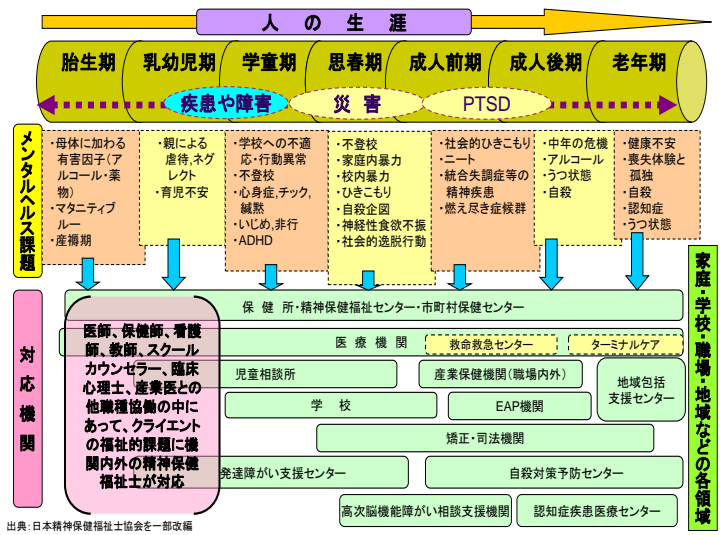 人 の 生 涯
胎生期
乳幼児期
学童期
思春期
成人前期
成人後期
老年期
疾患や障害
災 害
PTSD
メンタルヘルス課題
・母体に加わる
有害因子(ア
ルコール・薬
物)
・マタニティブ
ルー
・産褥期
・親による
虐待,ネグ
レクト
・育児不安
・学校への不適
応・行動異常
・不登校
・心身症,チック,
緘黙
・いじめ,非行
・ADHD
・不登校
・家庭内暴力
・校内暴力
・ひきこもり
・自殺企図
・神経性食欲不振
・社会的逸脱行動
・社会的ひきこもり
・ニート
・統合失調症等の
精神疾患
・燃え尽き症候群
・中年の危機
・アルコール
・うつ状態
・自殺
・健康不安
・喪失体験と
孤独
・自殺
・認知症
・うつ状態
家庭・学校・職場・地域などの各領域
対応機関
保 健 所・精神保健福祉センター・市町村保健センター
医師、保健師、看護
師、教師、スクール
カウンセラー、臨床
心理士、産業医との
他職種協働の中に
あって、クライエント
の福祉的課題に機
関内外の精神保健
福祉士が対応
医 療 機 関
救命救急センター
ターミナルケア
児童相談所
産業保健機関(職場内外)
地域包括
支援センター
学 校
EAP機関
矯正・司法機関
発達障がい支援センター
自殺対策予防センター
高次脳機能障がい相談支援機関
認知症疾患医療センター
出典:日本精神保健福祉士協会を一部改編